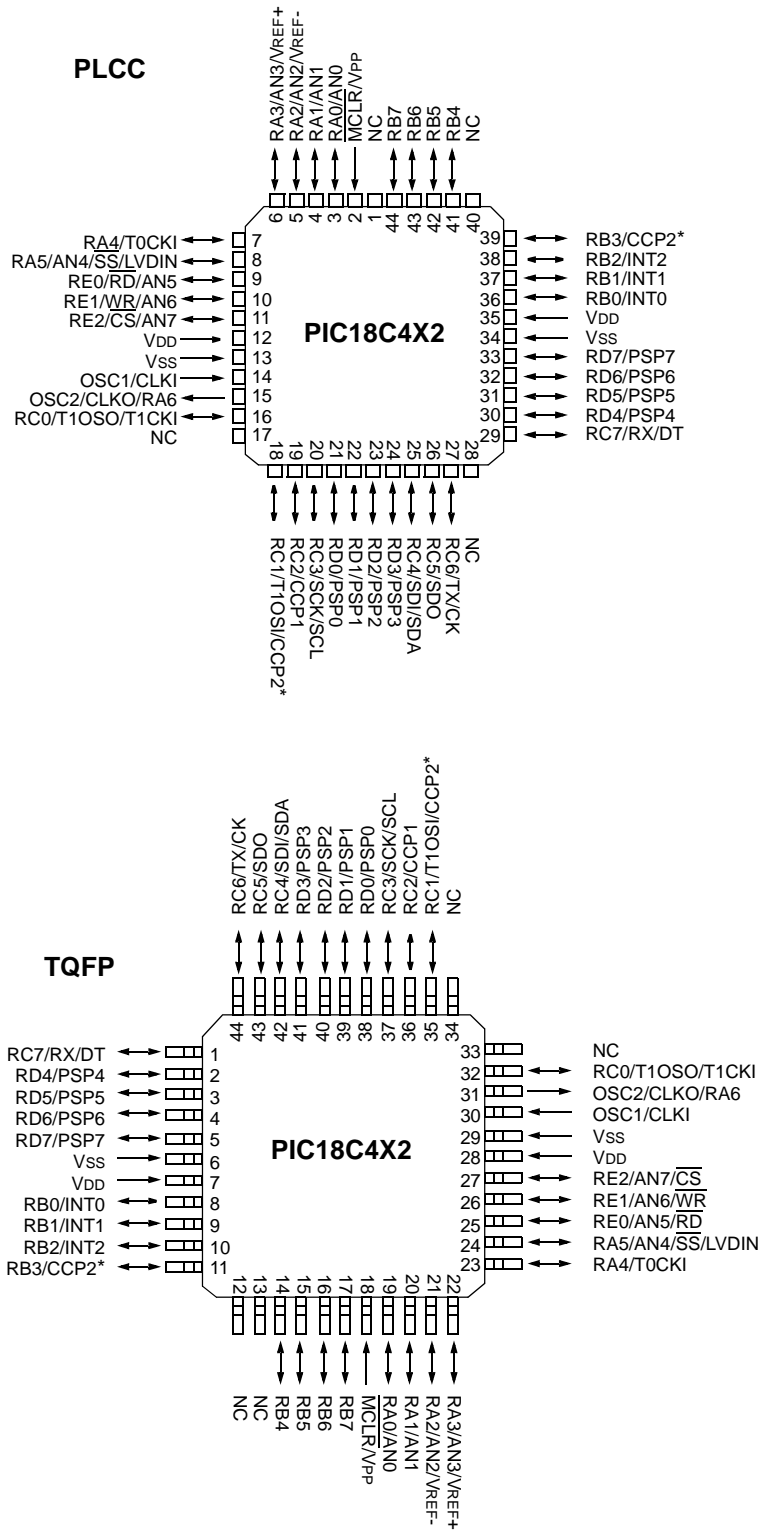 PLCC
RA3/AN3/VREF+
RA2/AN2/VREF-
RA1/AN1
RA0/AN0
MCLR/VPP
NC
RB7
RB6
RB5
RB4
NC
6
5
4
3
2
1
44
43
42
41
40
RA4/T0CKI 7
RA5/AN4/SS/LVDIN 8
RE0/RD/AN5 9
RE1/WR/AN6 10
RE2/CS/AN7 11
VDD 12
VSS 13
OSC1/CLKI 14
OSC2/CLKO/RA6 15
RC0/T1OSO/T1CKI 16
NC 17
PIC18C4X2
39 RB3/CCP2*
38 RB2/INT2
37 RB1/INT1
36 RB0/INT0
35 VDD
34 VSS
33 RD7/PSP7
32 RD6/PSP6
31 RD5/PSP5
30 RD4/PSP4
29 RC7/RX/DT
18
19
20
21
22
23
24
25
26
27
28
RC1/T1OSI/CCP2*
RC2/CCP1
RC3/SCK/SCL
RD0/PSP0
RD1/PSP1
RD2/PSP2
RD3/PSP3
RC4/SDI/SDA
RC5/SDO
RC6/TX/CK
NC
TQFP
RC6/TX/CK
RC5/SDO
RC4/SDI/SDA
RD3/PSP3
RD2/PSP2
RD1/PSP1
RD0/PSP0
RC3/SCK/SCL
RC2/CCP1
RC1/T1OSI/CCP2*
NC
44
43
42
41
40
39
38
37
36
35
34
RC7/RX/DT 1
RD4/PSP4 2
RD5/PSP5 3
RD6/PSP6 4
RD7/PSP7 5
VSS 6
VDD 7
RB0/INT0 8
RB1/INT1 9
RB2/INT2 10
RB3/CCP2* 11
PIC18C4X2
33 NC
32 RC0/T1OSO/T1CKI
31 OSC2/CLKO/RA6
30 OSC1/CLKI
29 VSS
28 VDD
27 RE2/AN7/CS
26 RE1/AN6/WR
25 RE0/AN5/RD
24 RA5/AN4/SS/LVDIN
23 RA4/T0CKI
12
13
14
15
16
17
18
19
20
21
22
NC
NC
RB4
RB5
RB6
RB7
MCLR/VPP
RA0/AN0
RA1/AN1
RA2/AN2/VREF-
RA3/AN3/VREF+